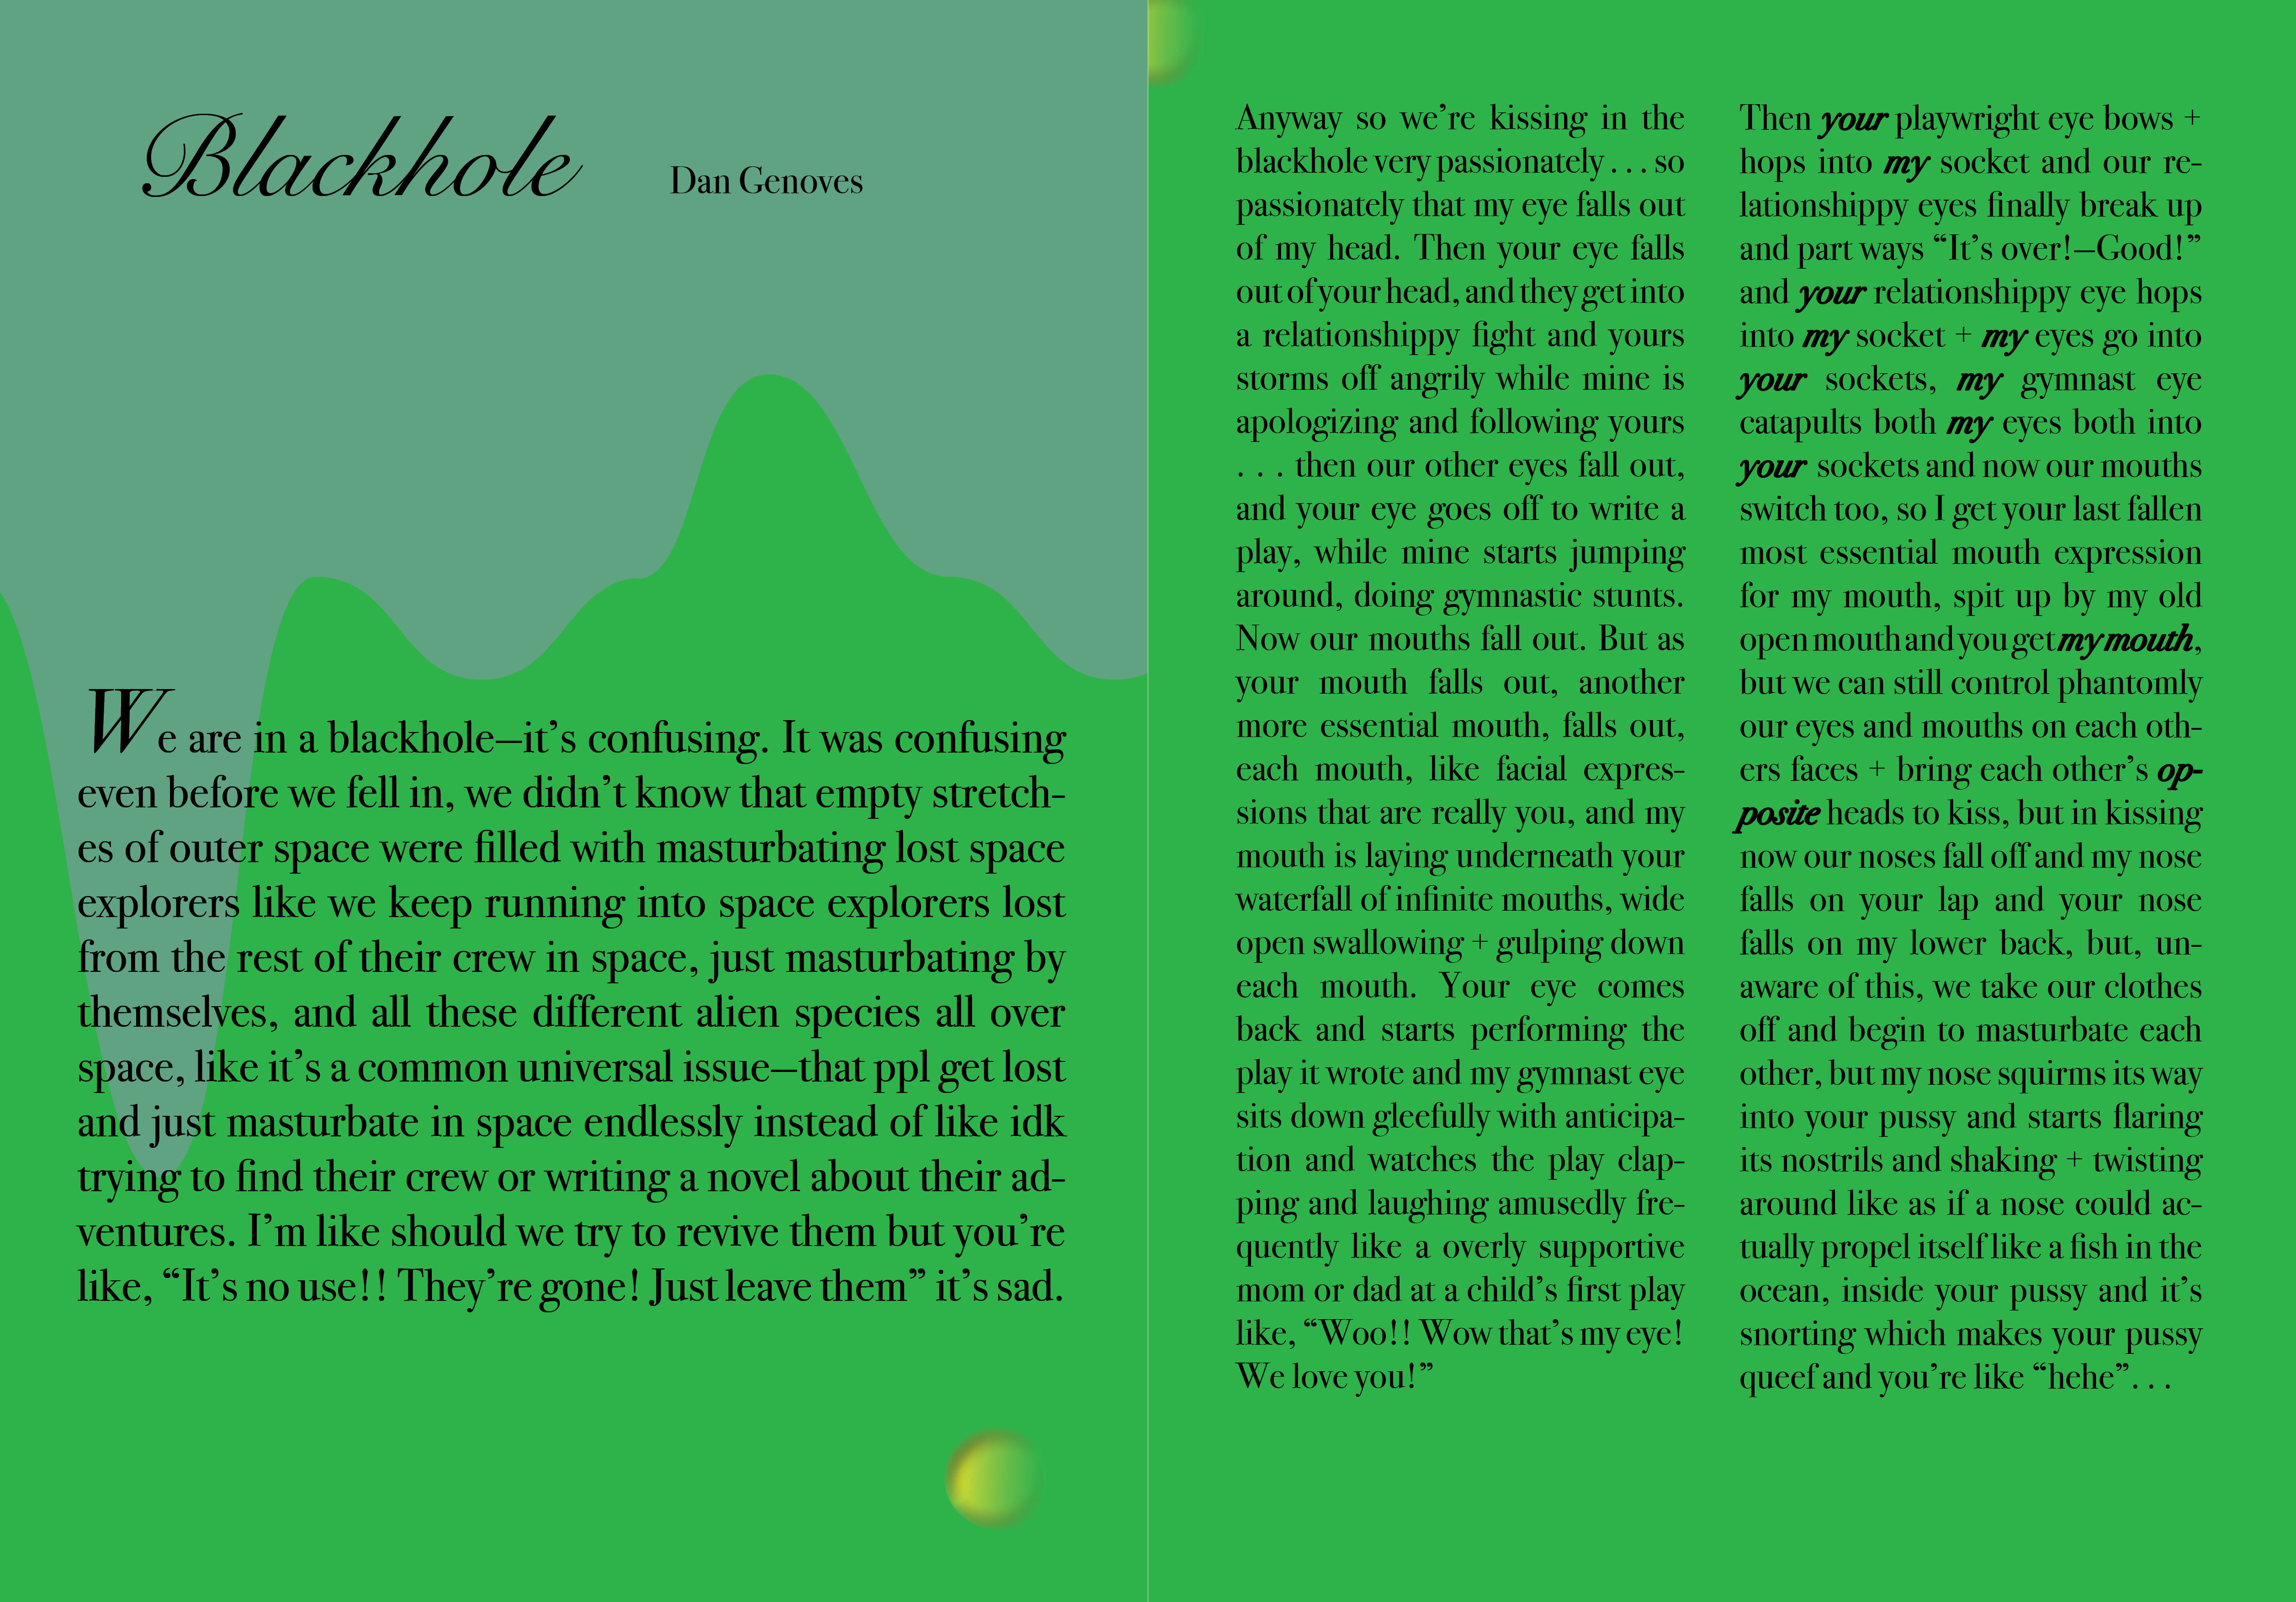 Blackhole
Dan Genoves
We are in a blackhole—it’s confusing. It was confusing
even before we fell in, we didn’t know that empty stretch-
es of outer space were filled with masturbating lost space
explorers like we keep running into space explorers lost
from the rest of their crew in space, just masturbating by
themselves, and all these different alien species all over
space, like it’s a common universal issue—that ppl get lost
and just masturbate in space endlessly instead of like idk
trying to find their crew or writing a novel about their ad-
ventures. I’m like should we try to revive them but you’re
like, “It’s no use!! They’re gone! Just leave them” it’s sad.
Anyway so we’re kissing in the
blackhole very passionately . . . so
passionately that my eye falls out
of my head. Then your eye falls
out of your head, and they get into
a relationshippy fight and yours
storms off angrily while mine is
apologizing and following yours
. . . then our other eyes fall out,
and your eye goes off to write a
play, while mine starts jumping
around, doing gymnastic stunts.
Now our mouths fall out. But as
your mouth falls out, another
more essential mouth, falls out,
each mouth, like facial expres-
sions that are really you, and my
mouth is laying underneath your
waterfall of infinite mouths, wide
open swallowing + gulping down
each mouth. Your eye comes
back and starts performing the
play it wrote and my gymnast eye
sits down gleefully with anticipa-
tion and watches the play clap-
ping and laughing amusedly fre-
quently like a overly supportive
mom or dad at a child’s first play
like, “Woo!! Wow that’s my eye!
We love you!”
Then your playwright eye bows +
hops into my socket and our re-
lationshippy eyes finally break up
and part ways “It’s over!—Good!”
and your relationshippy eye hops
into my socket + my eyes go into
your sockets, my gymnast eye
catapults both my eyes both into
your sockets and now our mouths
switch too, so I get your last fallen
most essential mouth expression
for my mouth, spit up by my old
open mouth and you get my mouth,
but we can still control phantomly
our eyes and mouths on each oth-
ers faces + bring each other’s op-
posite heads to kiss, but in kissing
now our noses fall off and my nose
falls on your lap and your nose
falls on my lower back, but, un-
aware of this, we take our clothes
off and begin to masturbate each
other, but my nose squirms its way
into your pussy and starts flaring
its nostrils and shaking + twisting
around like as if a nose could ac-
tually propel itself like a fish in the
ocean, inside your pussy and it’s
snorting which makes your pussy
queef and you’re like “hehe”. . .